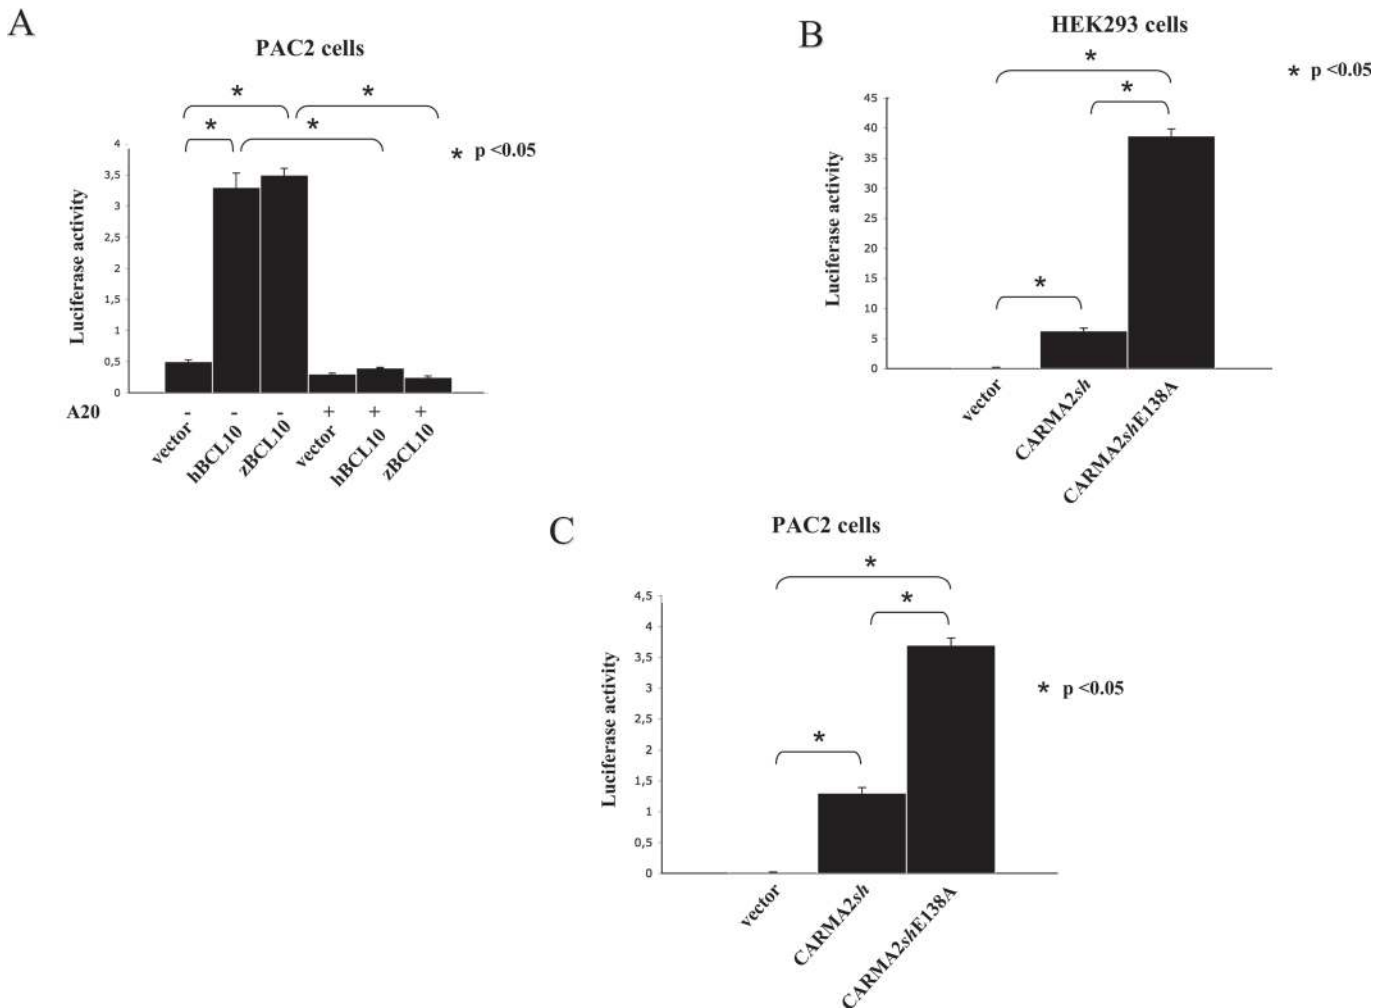 A
PAC2 cells
*
*
*
*
* p <0.05
Luciferase activity
4
3,5
3
2,5
2
1,5
1
0,5
0
A20 - - - + + +
vector hBCL10 zBCL10 vector hBCL10 zBCL10
B
HEK293 cells
* p <0.05
*
*
*
Luciferase activity
45
40
35
30
25
20
15
10
5
0
vector CARMA2sh CARMA2shE138A
C
PAC2 cells
*
*
*
* p <0.05
Luciferase activity
4,5
4
3,5
3
2,5
2
1,5
1
0,5
0
vector CARMA2sh CARMA2shE138A